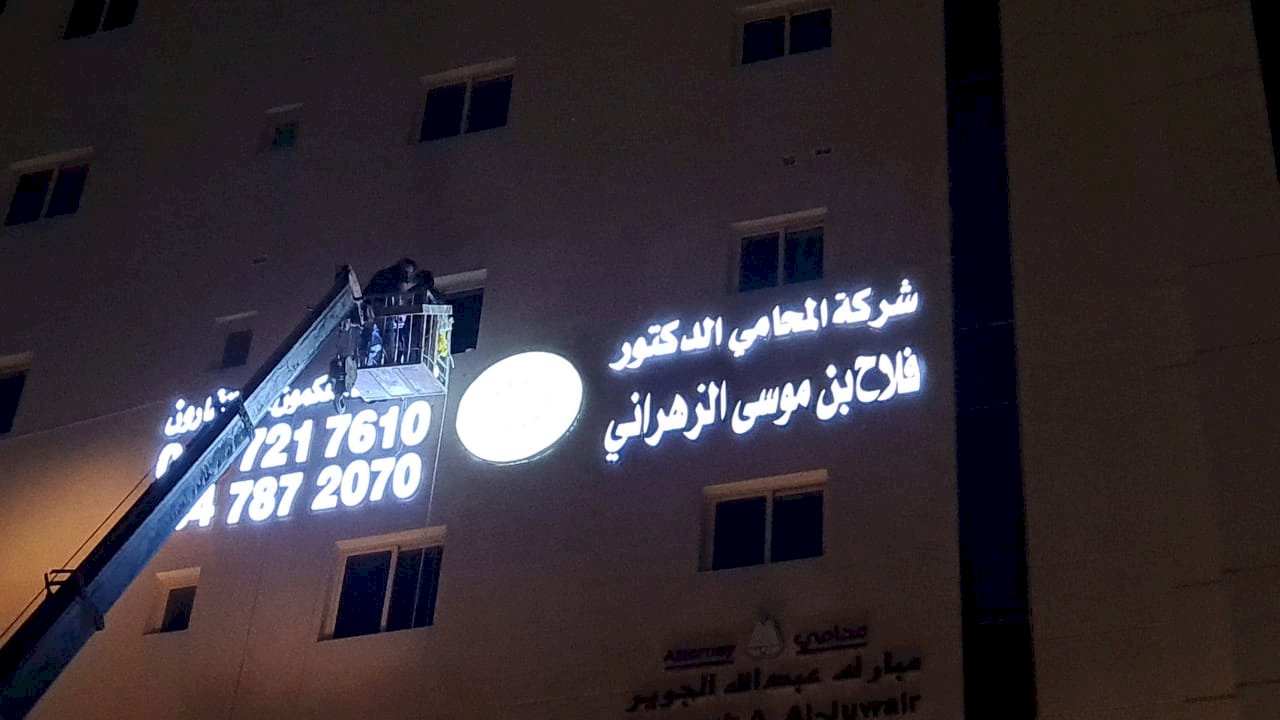 شركة المحامي الدكتور
فلاح بن موسى الزهراني
721 7610
787 2070
Attorney محامي
مبارك عبدالله الجوير